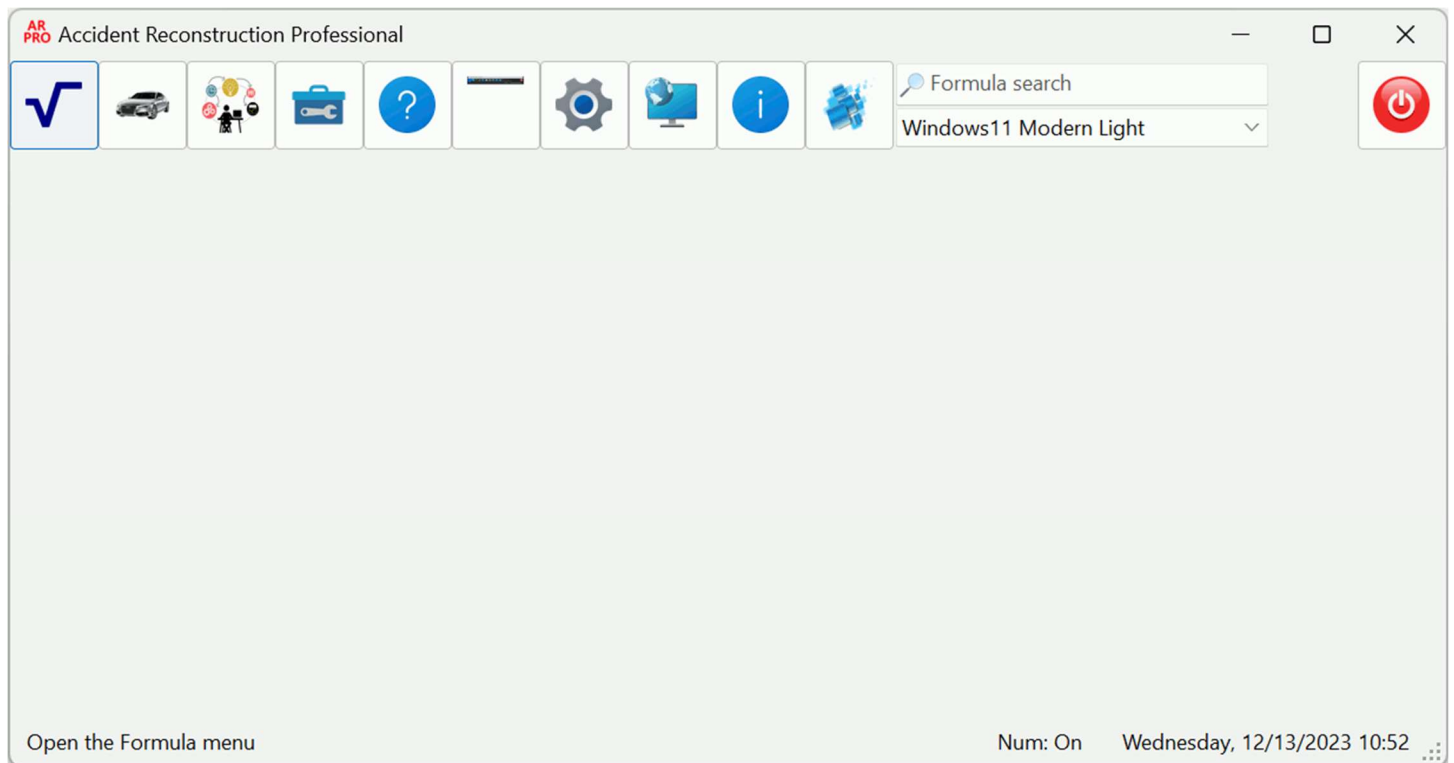 AR
PRO Accident Reconstruction Professional
Formula search
Windows11 Modern Light
Open the Formula menu
Num: On Wednesday, 12/13/2023 10:52